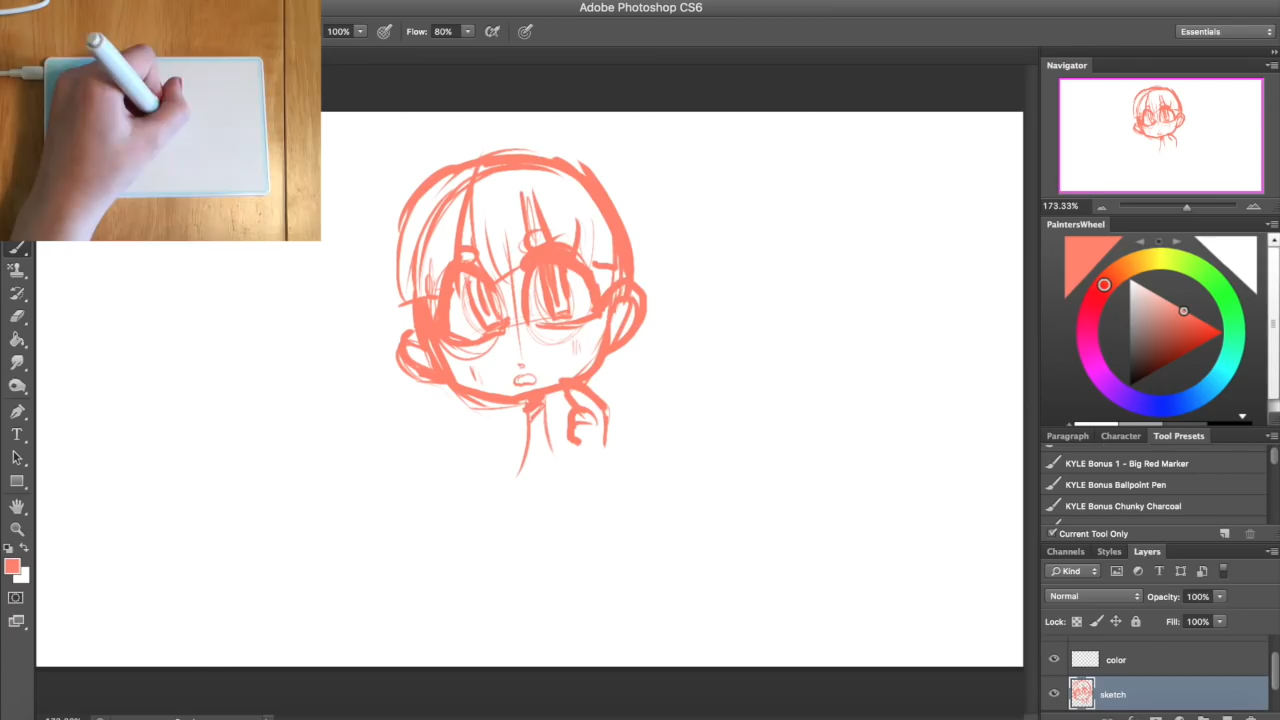 Adobe Photoshop CS6
100% Flow: 80% Essentials
Navigator
173.33%
PaintersWheel
Paragraph Character Tool Presets
KYLE Bonus 1 - Big Red Marker
KYLE Bonus Ballpoint Pen
KYLE Bonus Chunky Charcoal
Current Tool Only
Channels Styles Layers
Kind
Normal Opacity: 100%
Lock: Fill: 100%
color
sketch